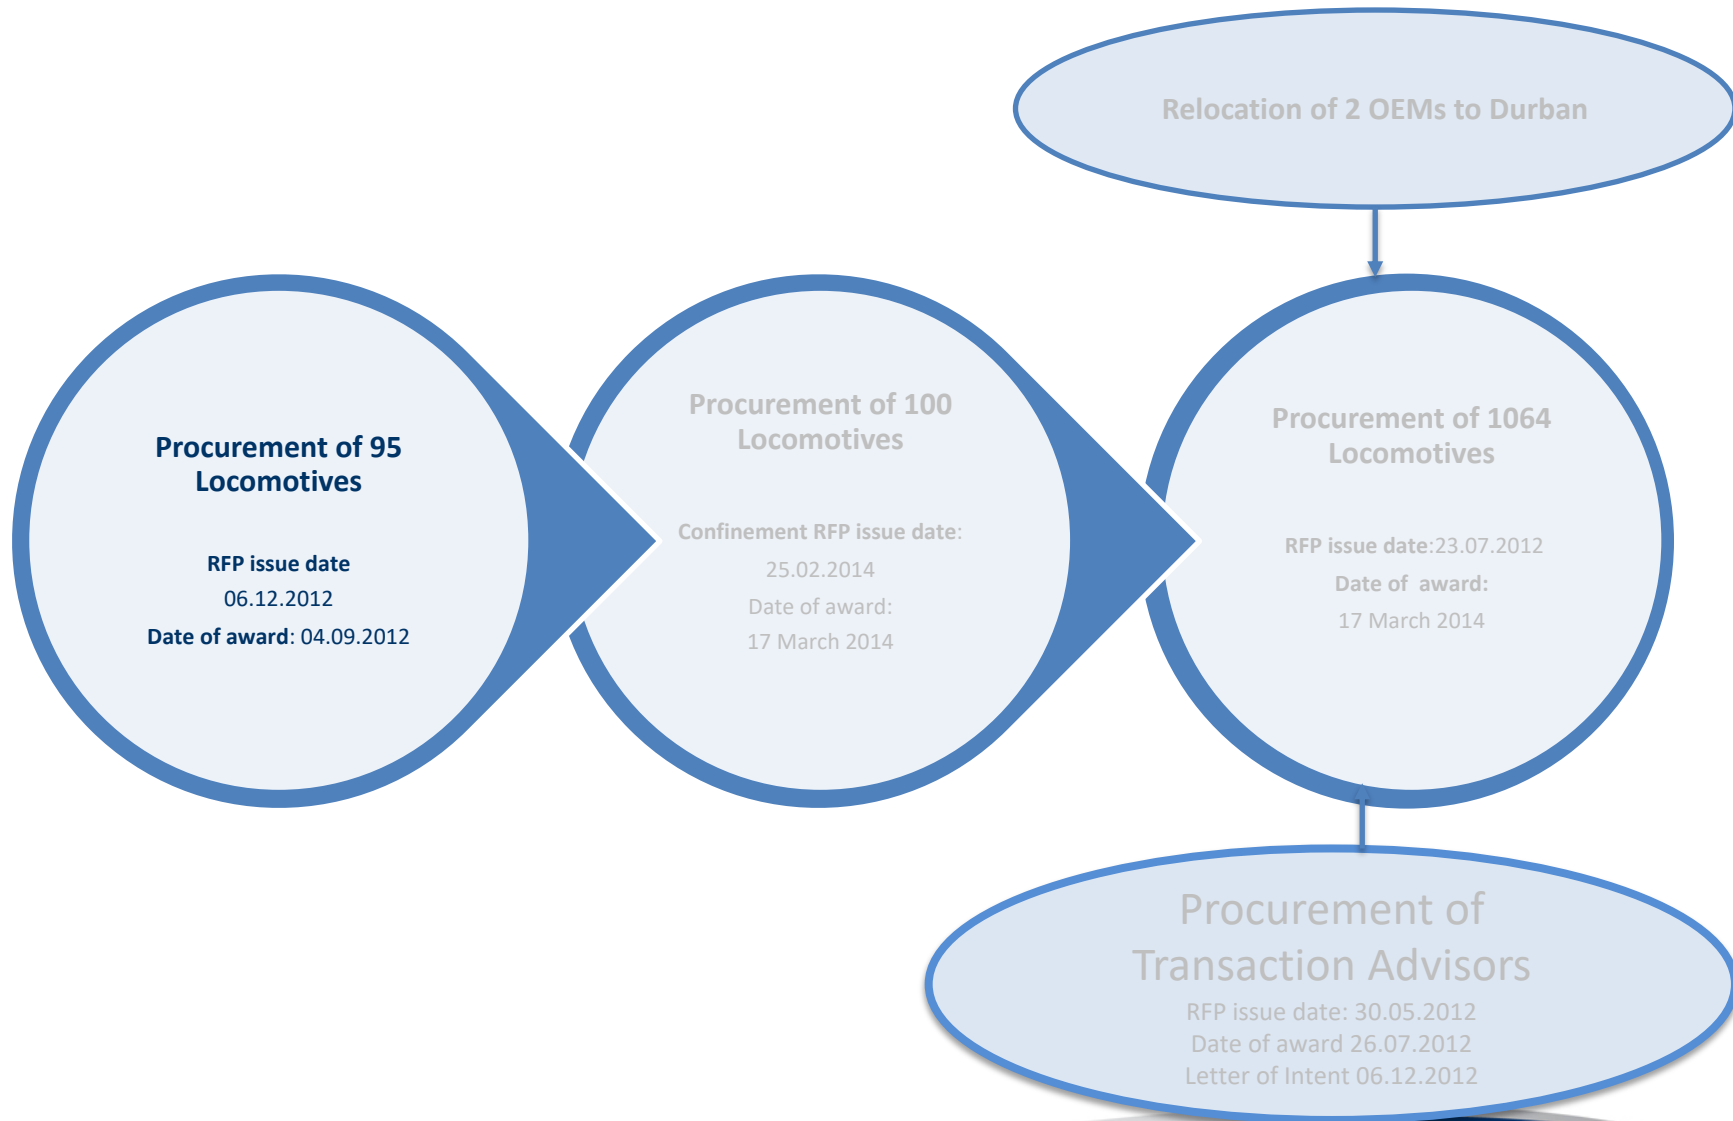 Relocation of 2 OEMs to Durban
Procurement of 95
Locomotives
RFP issue date
06.12.2012
Date of award: 04.09.2012
Procurement of 100
Locomotives
Confinement RFP issue date:
25.02.2014
Date of award:
17 March 2014
Procurement of 1064
Locomotives
RFP issue date:23.07.2012
Date of  award:
17 March 2014
Procurement of
Transaction Advisors
RFP issue date: 30.05.2012
Date of award 26.07.2012
Letter of Intent 06.12.2012